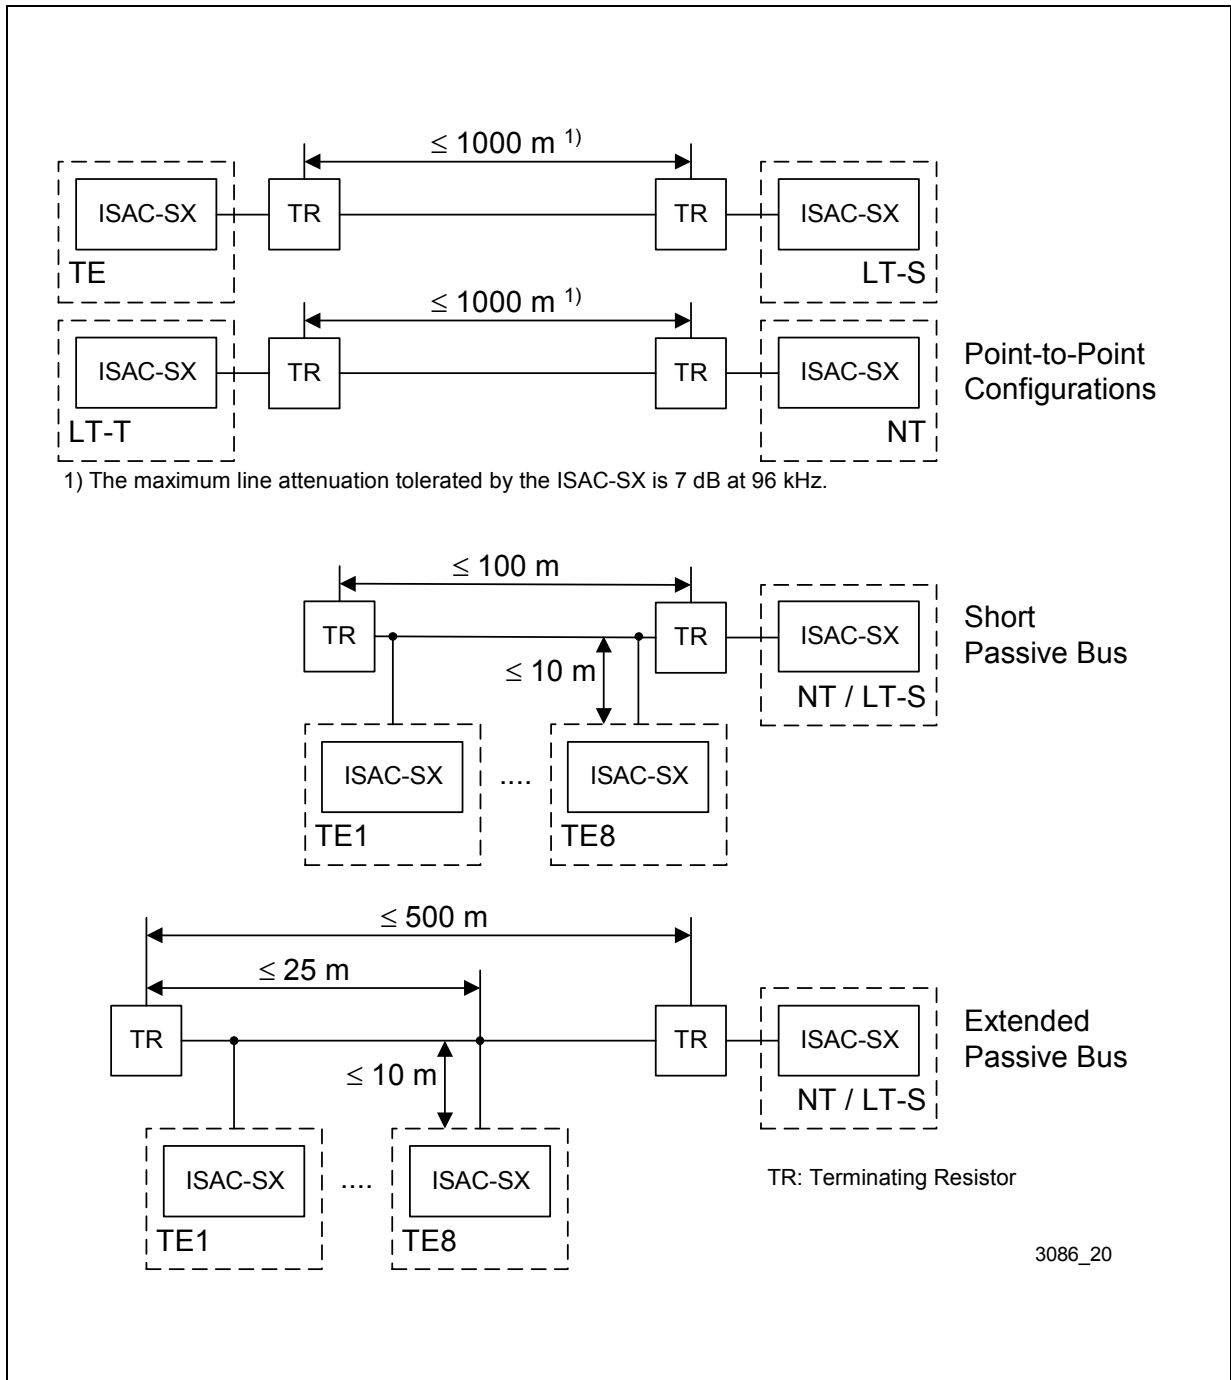 ≤ 1000 m 1)
ISAC-SX TR TR ISAC-SX
TE LT-S
≤ 1000 m 1)
ISAC-SX TR TR ISAC-SX
LT-T NT
Point-to-Point
Configurations
1) The maximum line attenuation tolerated by the ISAC-SX is 7 dB at 96 kHz.
≤ 100 m
TR TR ISAC-SX
NT / LT-S
Short
Passive Bus
≤ 10 m
ISAC-SX .... ISAC-SX
TE1 TE8
≤ 500 m
≤ 25 m
TR TR ISAC-SX
NT / LT-S
Extended
Passive Bus
≤ 10 m
ISAC-SX .... ISAC-SX
TE1 TE8
TR: Terminating Resistor
3086_20